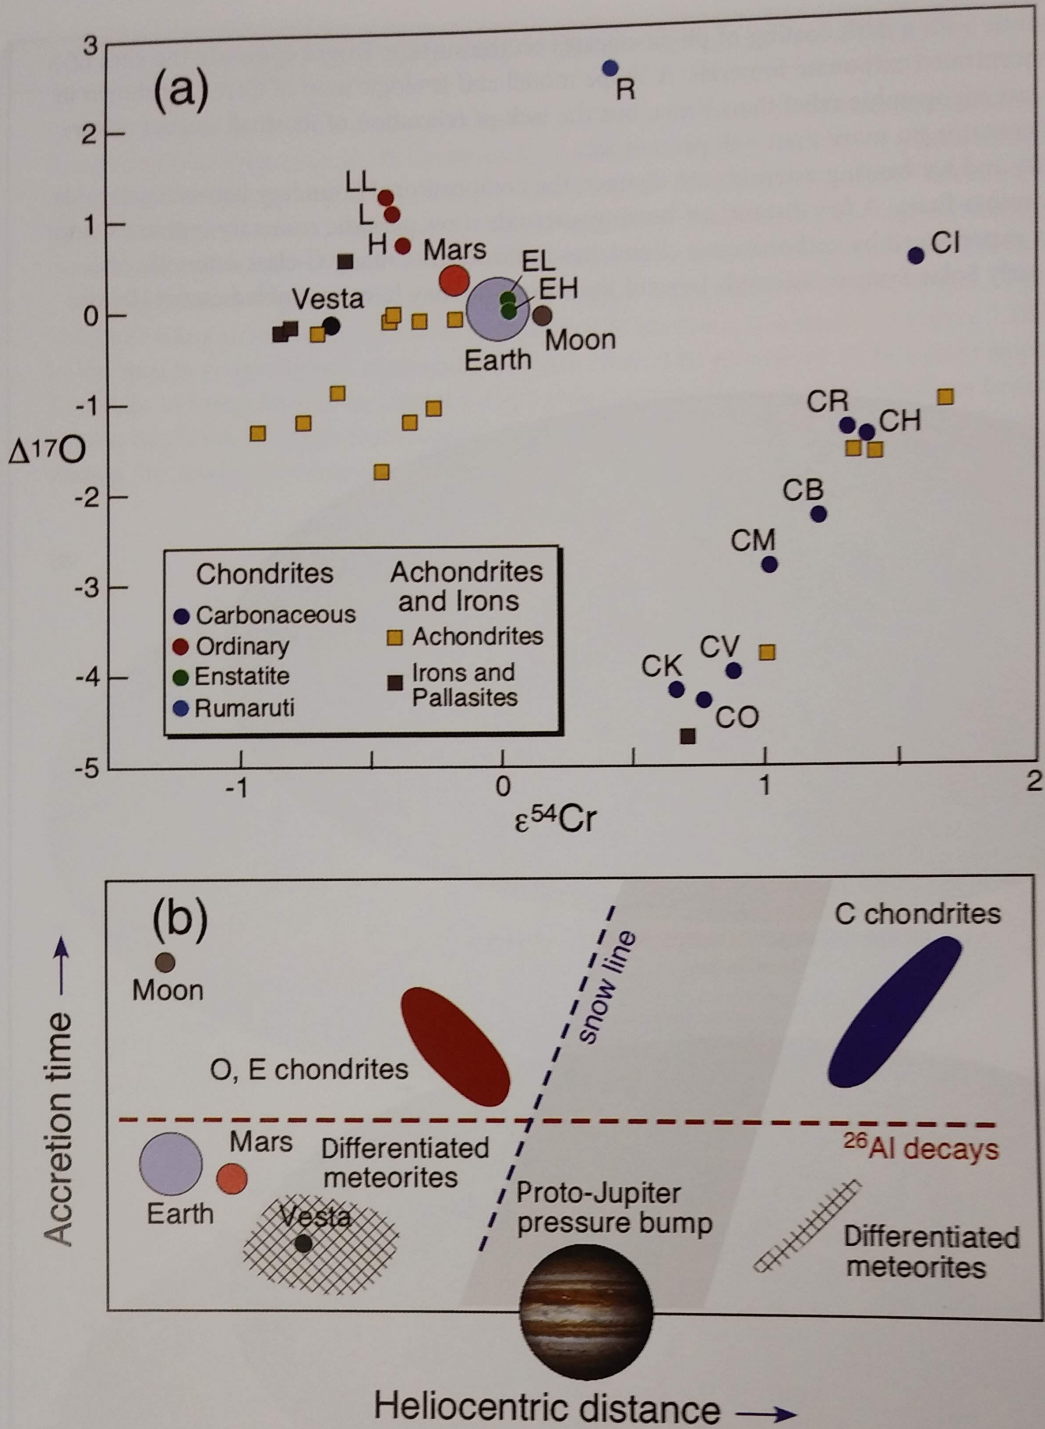 (a)
3
2
1
0
-1
-2
-3
-4
-5
Δ17O
R
LL
L
H
Mars
EL
EH
CI
Vesta
Moon
Earth
CR
CH
CB
CM
CV
CK
CO
Chondrites
Carbonaceous
Ordinary
Enstatite
Rumaruti
Achondrites
and Irons
Achondrites
Irons and
Pallasites
-1
0
1
2
ε54Cr
(b)
C chondrites
Moon
snow line
O, E chondrites
26Al decays
Mars
Differentiated
meteorites
Earth
Vesta
Proto-Jupiter
pressure bump
Differentiated
meteorites
Accretion time
Heliocentric distance